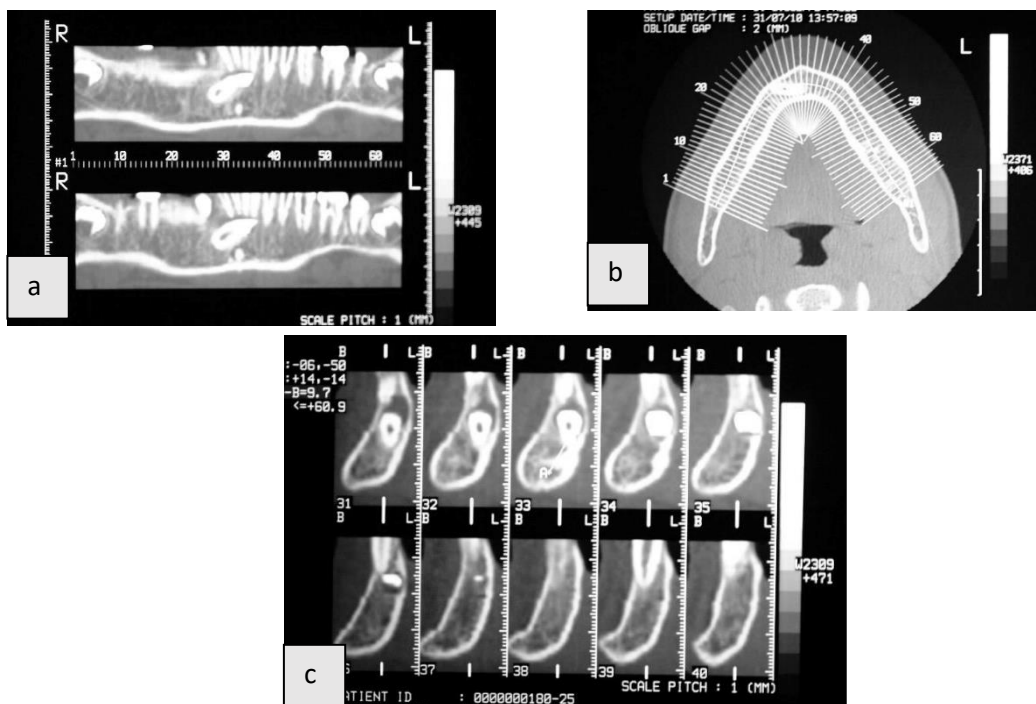 R
L
#1
1
10
20
30
40
50
60
R
L
W2309
+445
a
SCALE PITCH : 1 (MM)
SETUP DATE/TIME : 31/07/10 13:57:09
OBLIQUE GAP : 2 (MM)
L
1
10
20
40
50
60
W2371
+406
b
B L B L B L B L B L
:-06,-50
:+14,-14
-B=9.7
<=+60.9
A
31 32 33 34 35
B L B L B L B L B L
W2309
+471
37 38 39 40
c
SCALE PITCH : 1 (MM)
ATIENT ID : 0000000180-25